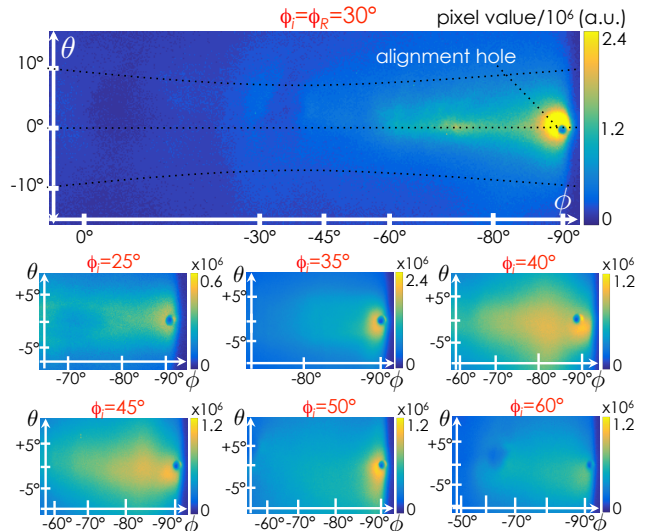 ϕi=ϕR=30° pixel value/10⁶ (a.u.)
θ 2.4
10° alignment hole
0° 1.2
-10° ϕ 0
0° -30° -45° -60° -80° -90°
θ ϕi=25° x10⁶ θ ϕi=35° x10⁶ θ ϕi=40° x10⁶
+5° 0.6 +5° 2.4 +5° 1.2
-5° 0 -5° 0 -5° 0
-70° -80° -90° ϕ -80° -90° ϕ -60° -70° -80° -90° ϕ
θ ϕi=45° x10⁶ θ ϕi=50° x10⁶ θ ϕi=60° x10⁶
+5° 1.2 +5° 1.2 +5° 1.2
-5° 0 -5° 0 -5° 0
-60° -70° -80° -90° ϕ -60° -70° -80° -90° ϕ -50° -60° -70° -80° -90° ϕ